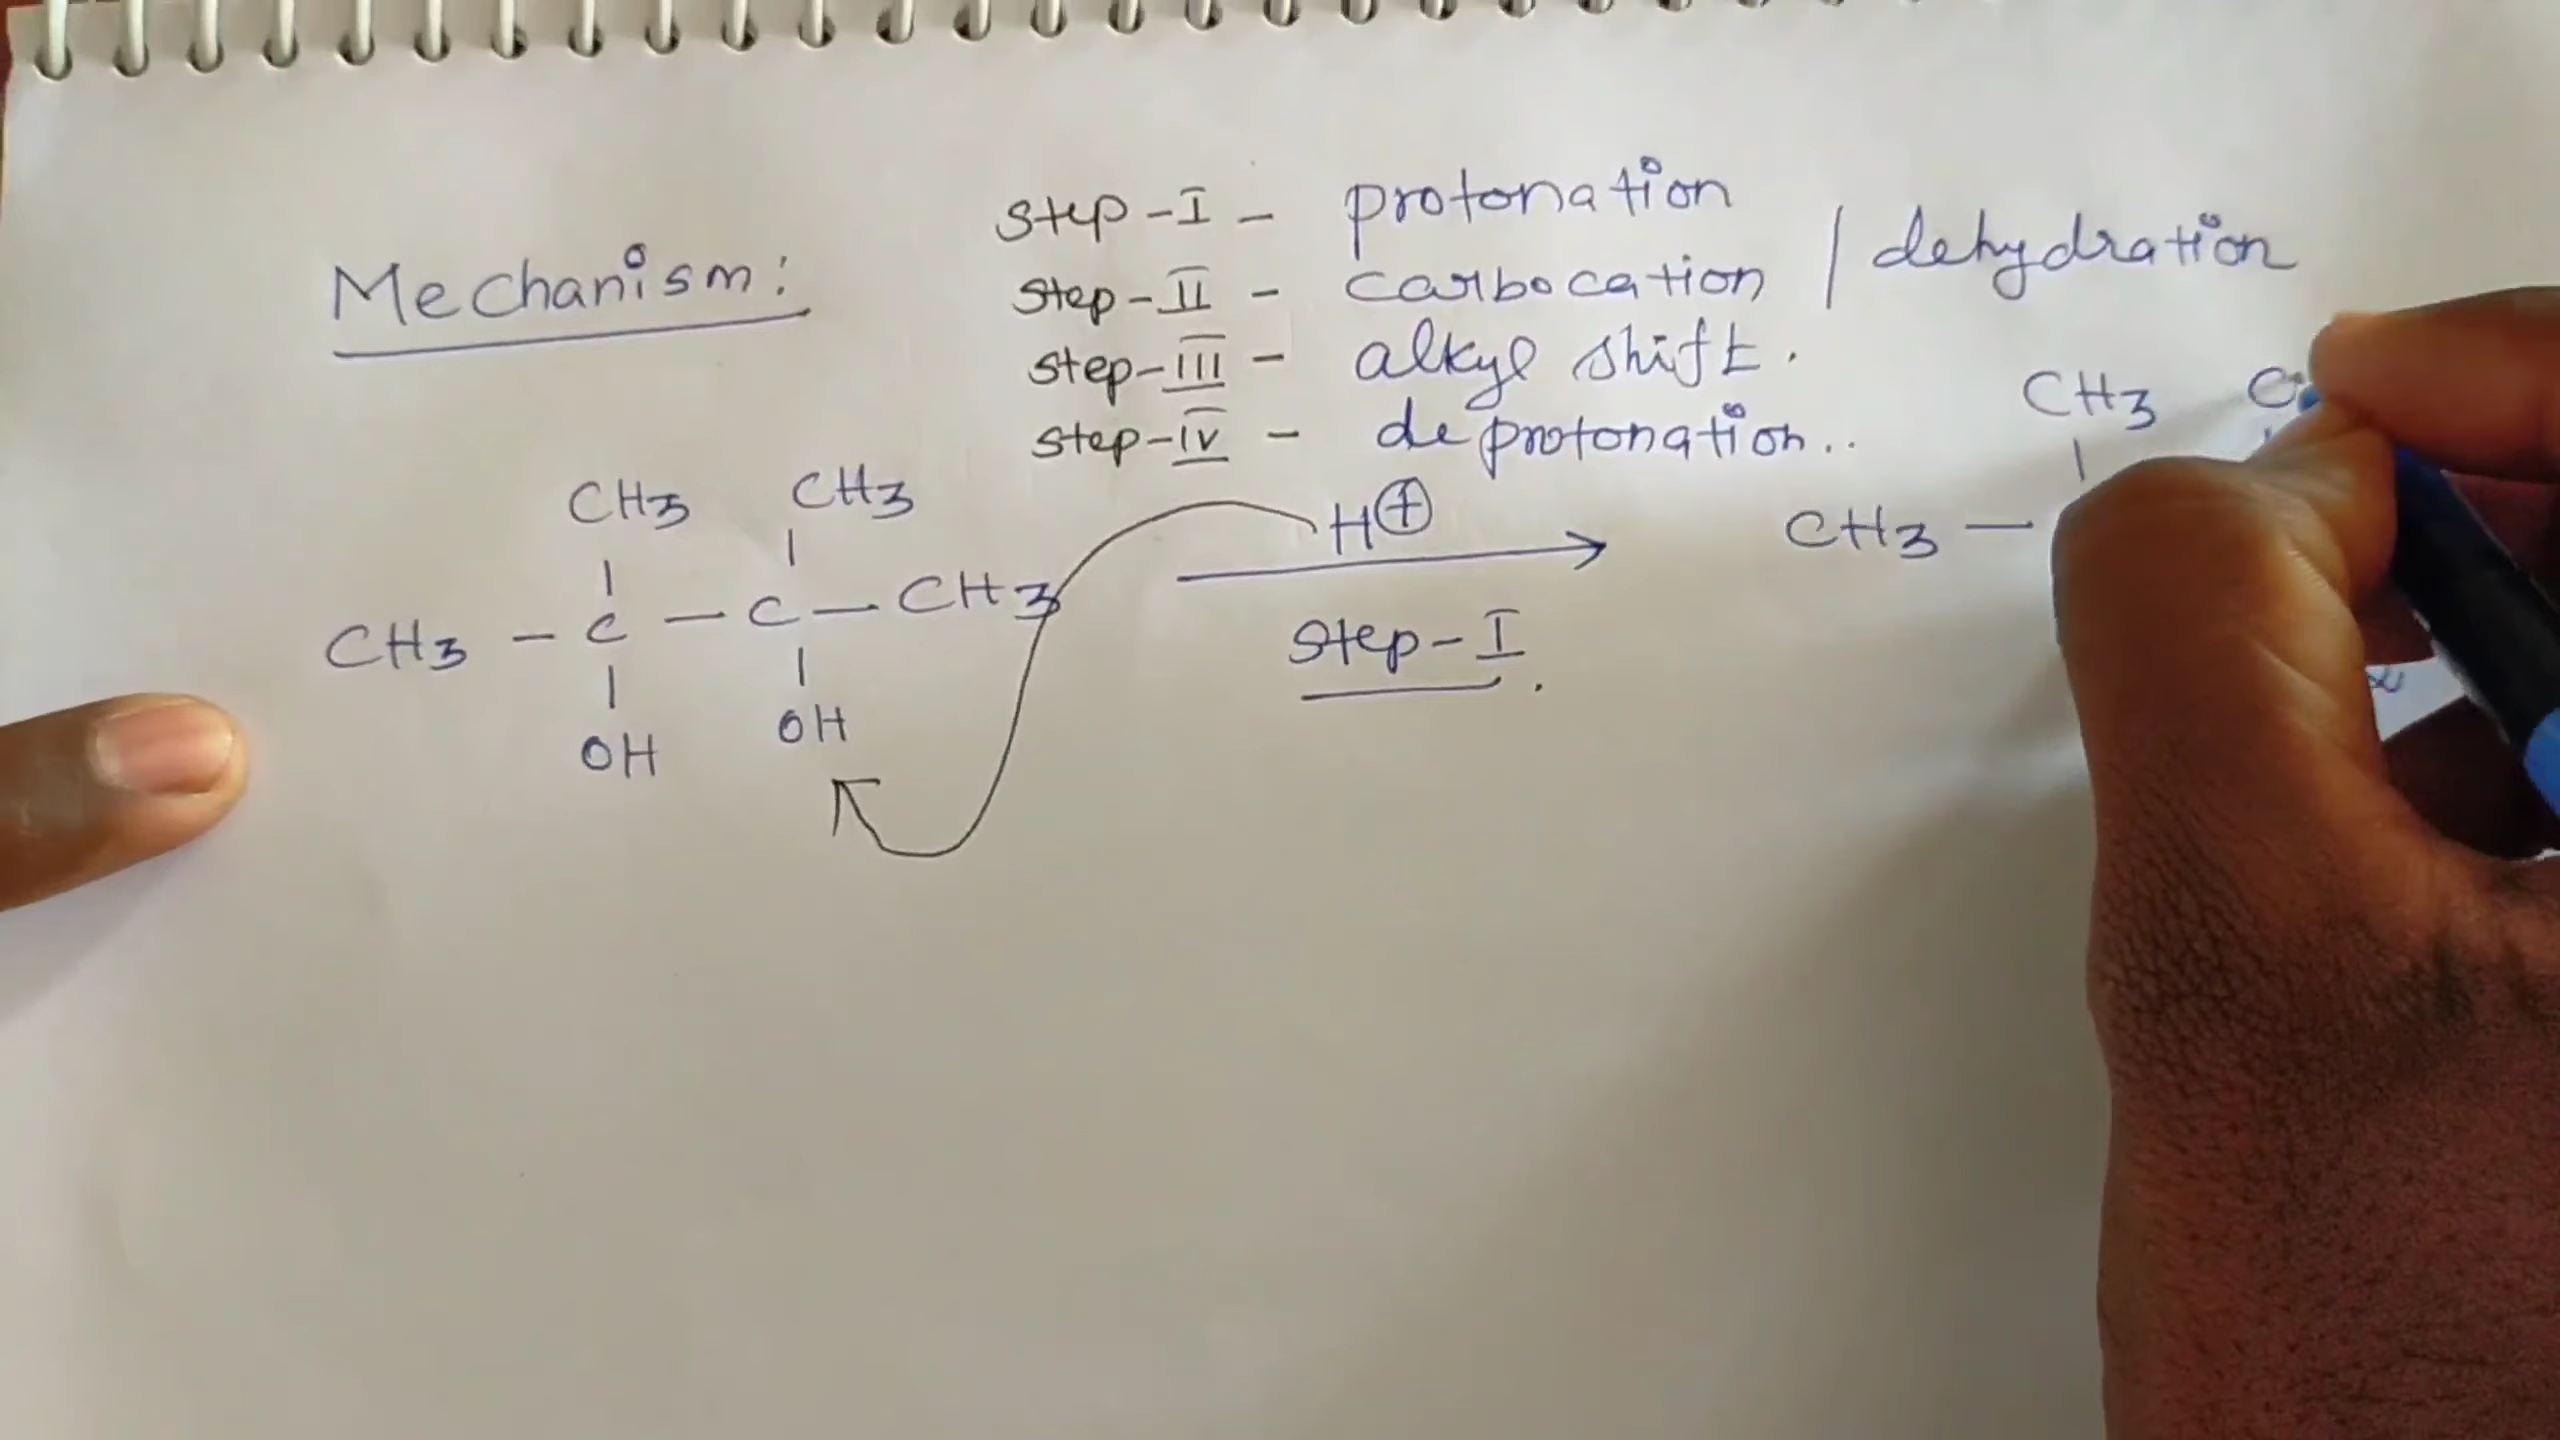 Mechanism:
Step-I - protonation
Step-II - carbocation / dehydration
Step-III - alkyl shift.
Step-IV - deprotonation..
CH3 CH3
CH3 - C - C - CH3
OH OH
H⊕
Step-I.
CH3 C
CH3 -